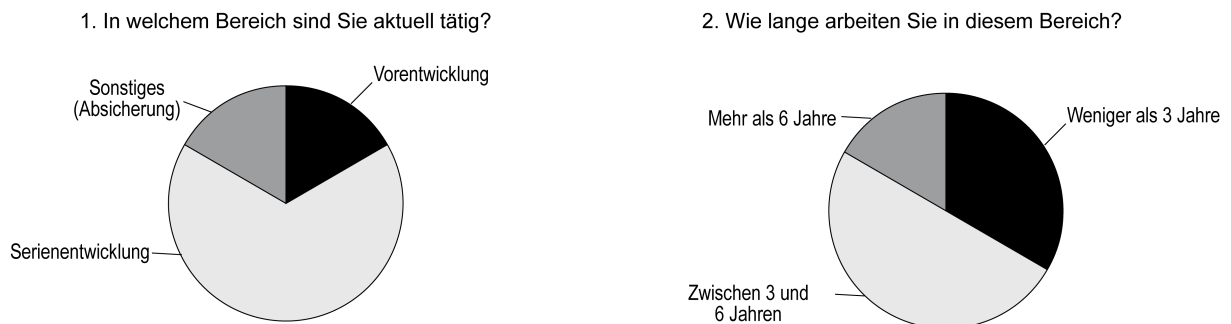 1. In welchem Bereich sind Sie aktuell tätig?
Sonstiges
(Absicherung)
Vorentwicklung
Serienentwicklung
2. Wie lange arbeiten Sie in diesem Bereich?
Mehr als 6 Jahre
Weniger als 3 Jahre
Zwischen 3 und
6 Jahren